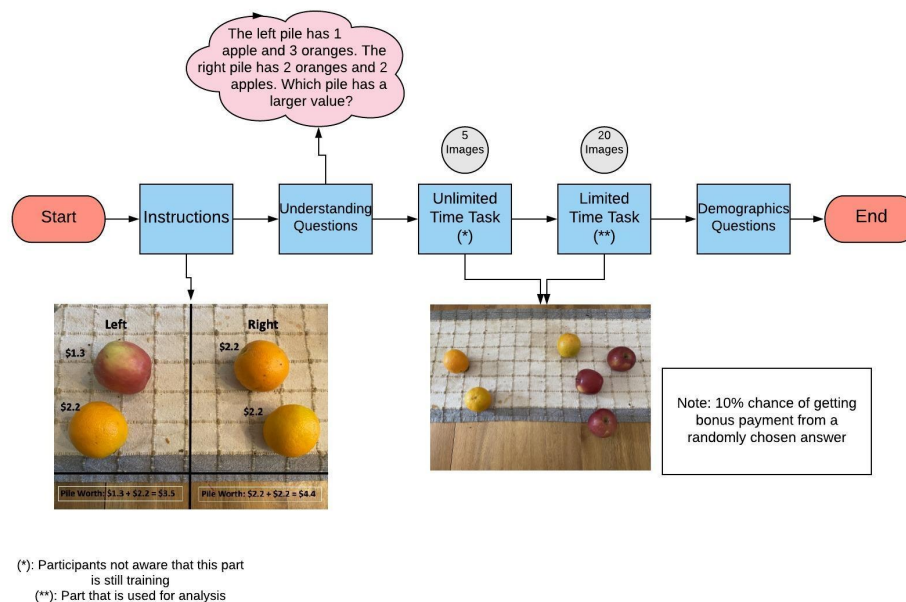 The left pile has 1
apple and 3 oranges. The
right pile has 2 oranges and 2
apples. Which pile has a
larger value?
5
Images
20
Images
Start
Instructions
Understanding
Questions
Unlimited
Time Task
(*)
Limited
Time Task
(**)
Demographics
Questions
End
Left
Right
$1.3
$2.2
$2.2
$2.2
Pile Worth: $1.3 + $2.2 = $3.5
Pile Worth: $2.2 + $2.2 = $4.4
Note: 10% chance of getting
bonus payment from a
randomly chosen answer
(*): Participants not aware that this part
is still training
(**): Part that is used for analysis